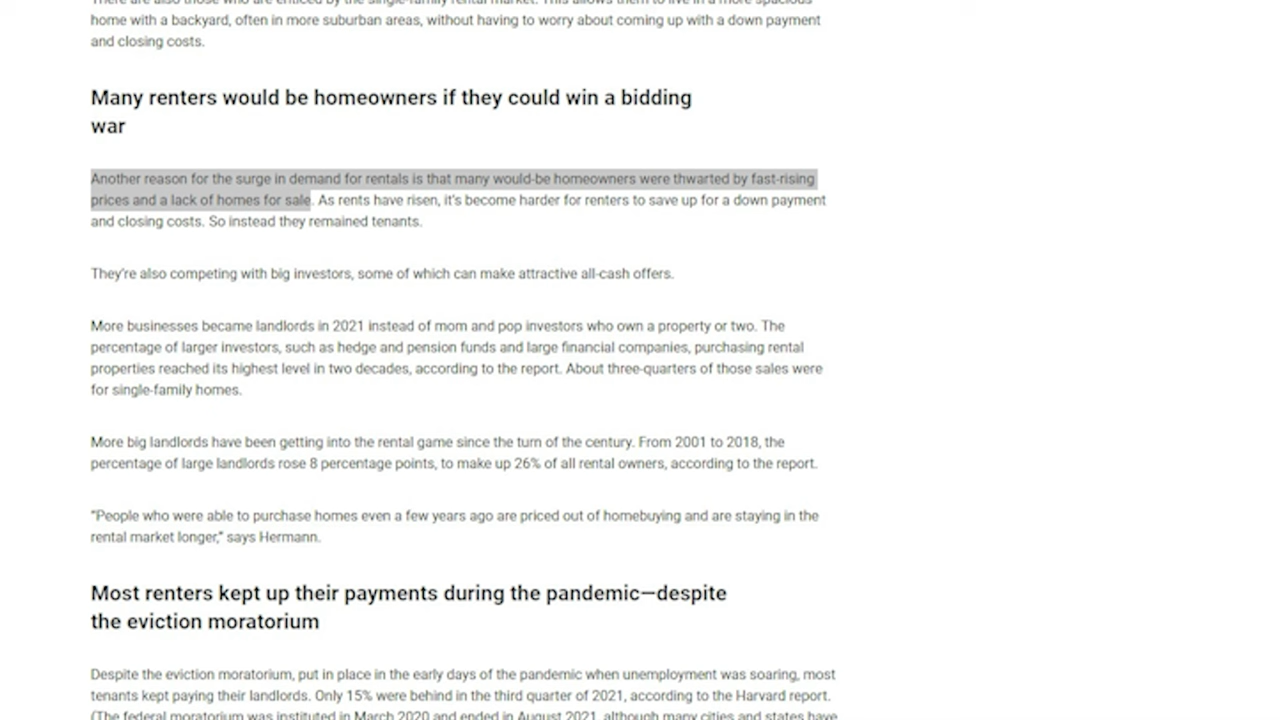 There are also those who are enticed by the single-family rental market. This allows them to live in a more spacious
home with a backyard, often in more suburban areas, without having to worry about coming up with a down payment
and closing costs.
Many renters would be homeowners if they could win a bidding
war
Another reason for the surge in demand for rentals is that many would-be homeowners were thwarted by fast-rising
prices and a lack of homes for sale. As rents have risen, it's become harder for renters to save up for a down payment
and closing costs. So instead they remained tenants.
They're also competing with big investors, some of which can make attractive all-cash offers.
More businesses became landlords in 2021 instead of mom and pop investors who own a property or two. The
percentage of larger investors, such as hedge and pension funds and large financial companies, purchasing rental
properties reached its highest level in two decades, according to the report. About three-quarters of those sales were
for single-family homes.
More big landlords have been getting into the rental game since the turn of the century. From 2001 to 2018, the
percentage of large landlords rose 8 percentage points, to make up 26% of all rental owners, according to the report.
“People who were able to purchase homes even a few years ago are priced out of homebuying and are staying in the
rental market longer,” says Hermann.
Most renters kept up their payments during the pandemic—despite
the eviction moratorium
Despite the eviction moratorium, put in place in the early days of the pandemic when unemployment was soaring, most
tenants kept paying their landlords. Only 15% were behind in the third quarter of 2021, according to the Harvard report.
(The federal moratorium was instituted in March 2020 and ended in August 2021, although many cities and states have